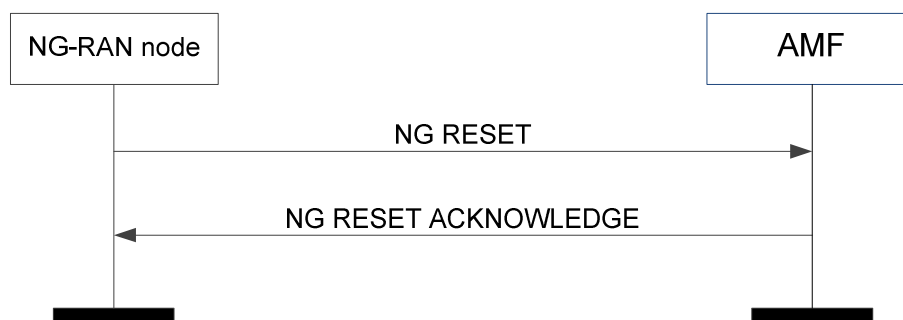 NG-RAN node
AMF
NG RESET
NG RESET ACKNOWLEDGE